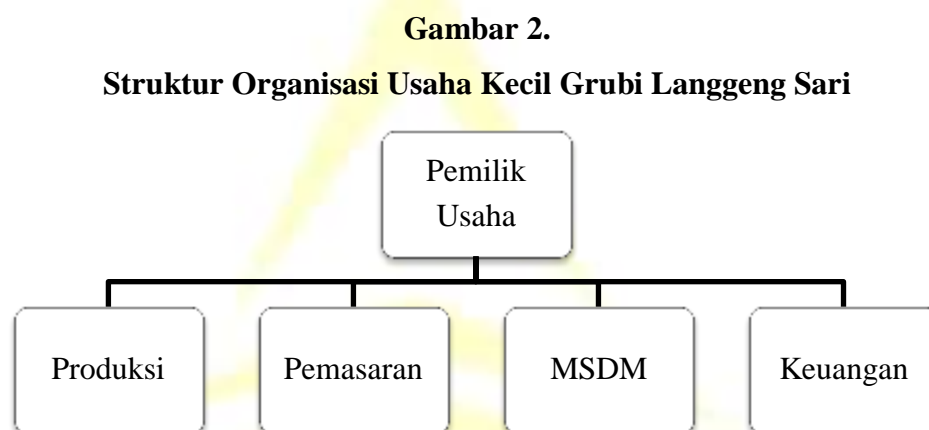 Gambar 2.
Struktur Organisasi Usaha Kecil Grubi Langgeng Sari
Pemilik
Usaha
Produksi
Pemasaran
MSDM
Keuangan